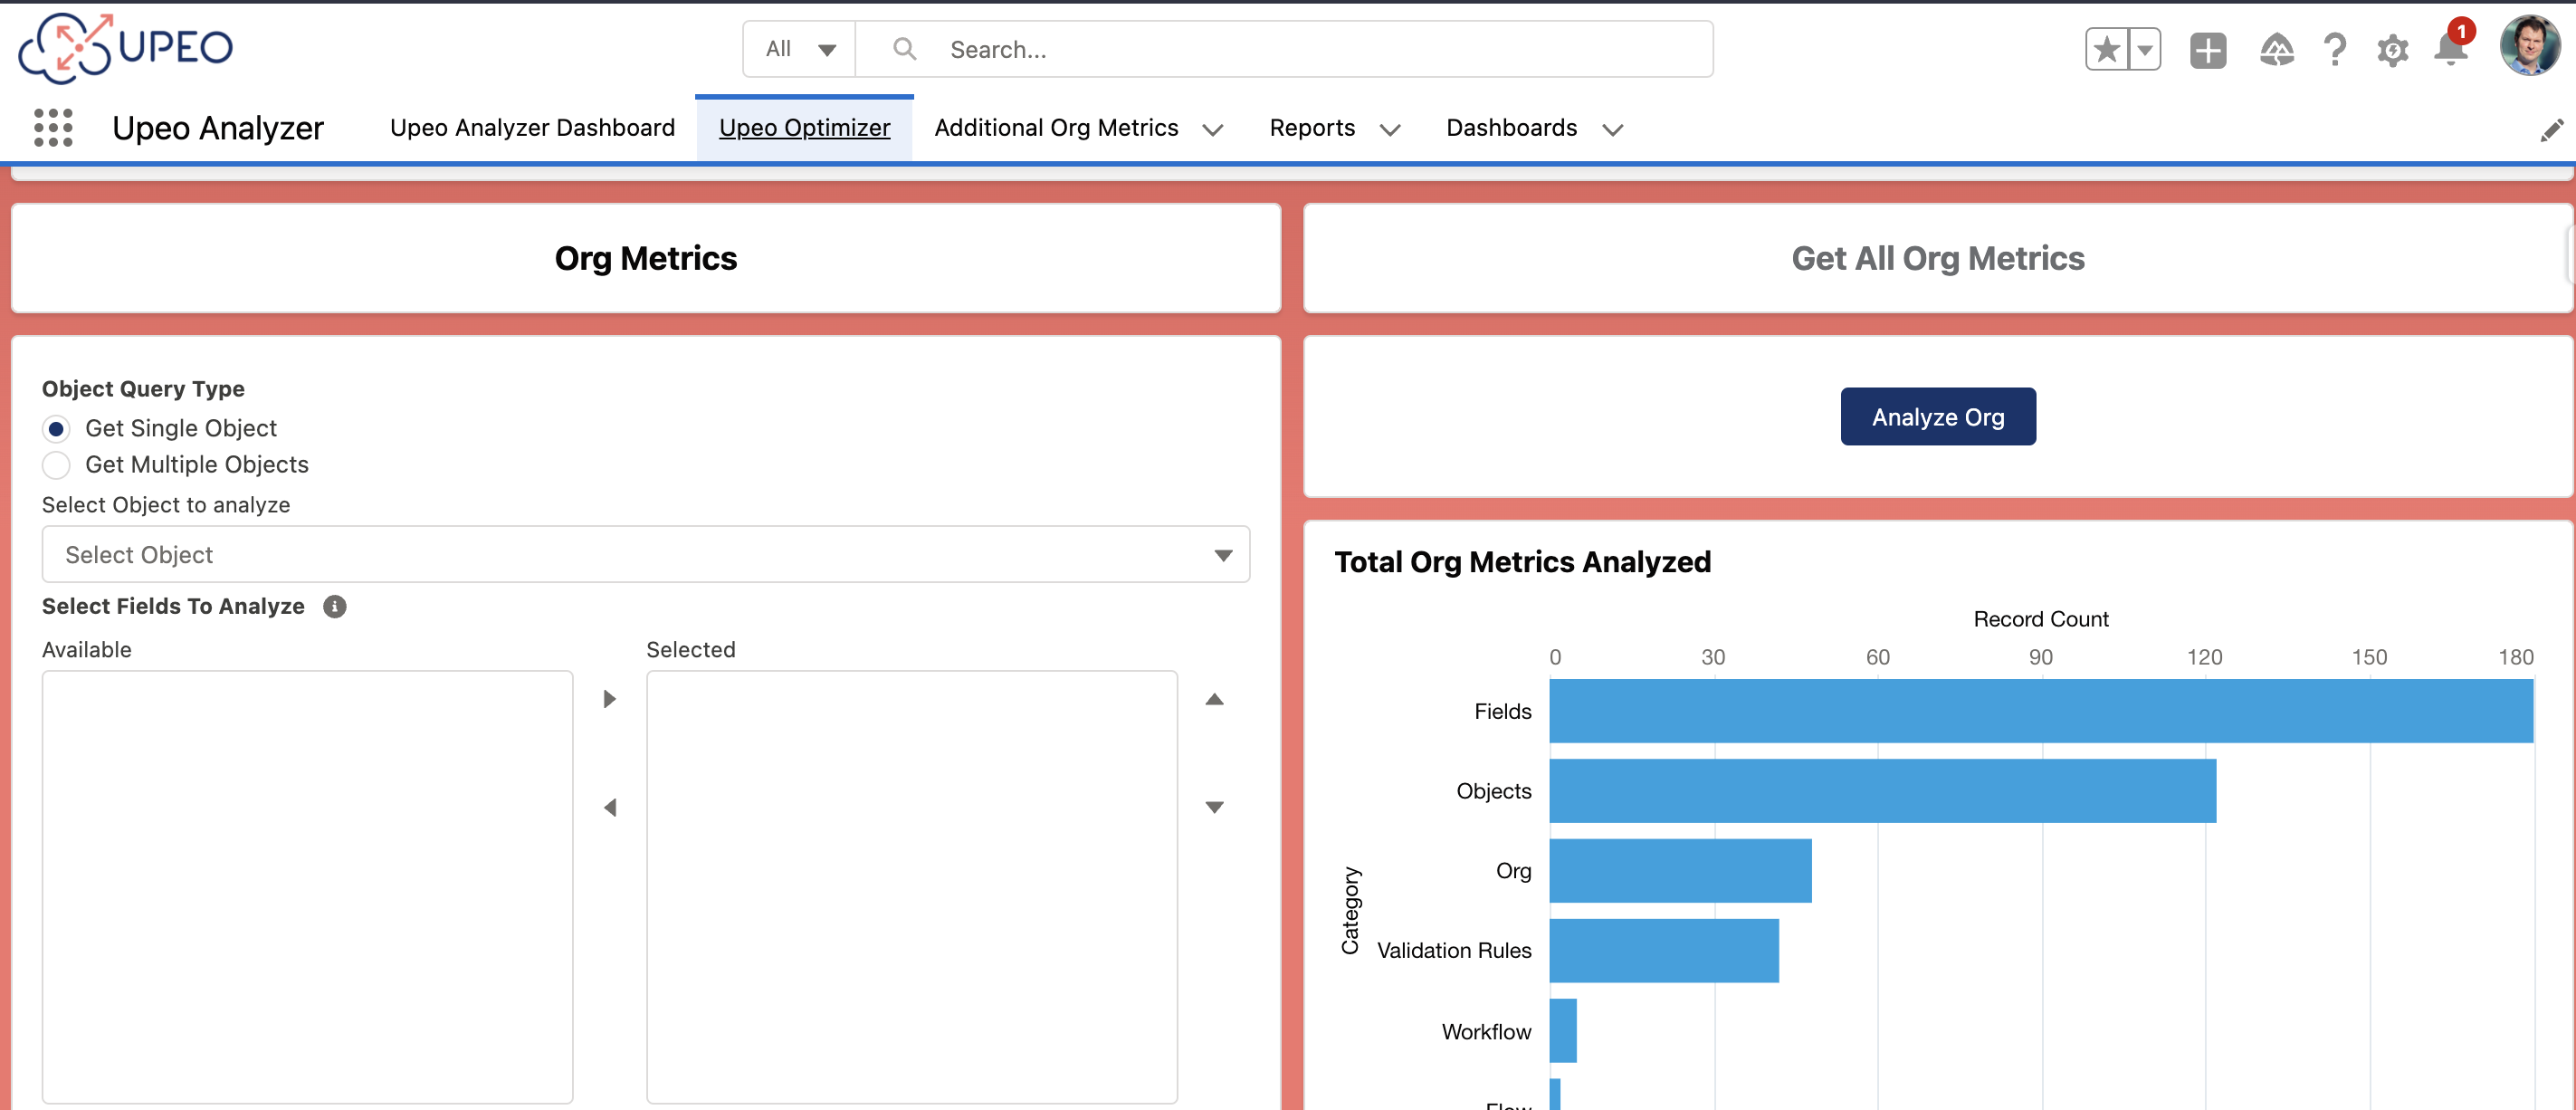 UPEO
All
Search...
1
Upeo Analyzer
Upeo Analyzer Dashboard
Upeo Optimizer
Additional Org Metrics
Reports
Dashboards
Org Metrics
Get All Org Metrics
Object Query Type
Get Single Object
Get Multiple Objects
Select Object to analyze
Select Object
Select Fields To Analyze
Available
Selected
Analyze Org
Total Org Metrics Analyzed
Record Count
0 30 60 90 120 150 180
Category
Fields
Objects
Org
Validation Rules
Workflow
Flow